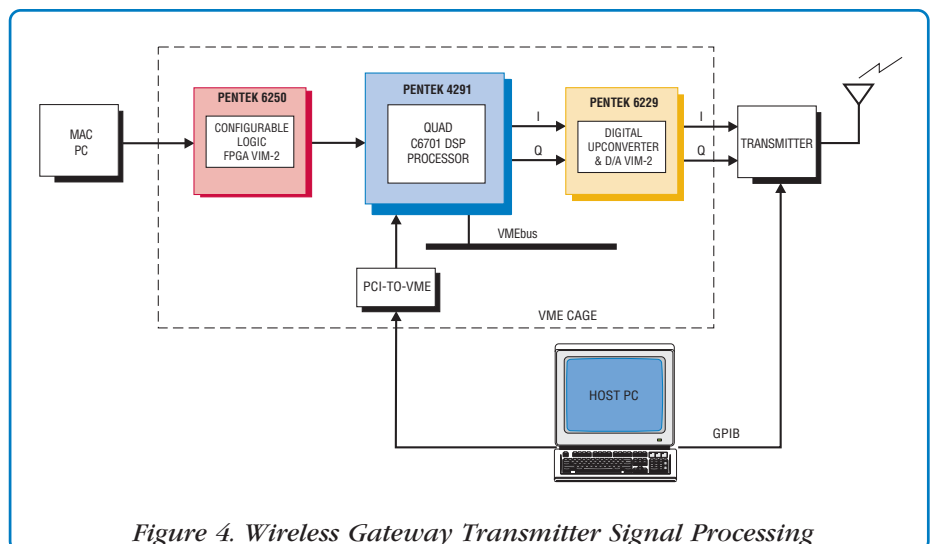 PENTEK 6250
CONFIGURABLE
LOGIC
FPGA VIM-2
PENTEK 4291
QUAD
C6701 DSP
PROCESSOR
PENTEK 6229
DIGITAL
UPCONVERTER
& D/A VIM-2
MAC
PC
I
Q
I
Q
TRANSMITTER
VMEbus
PCI-TO-VME
VME CAGE
HOST PC
GPIB
Figure 4. Wireless Gateway Transmitter Signal Processing